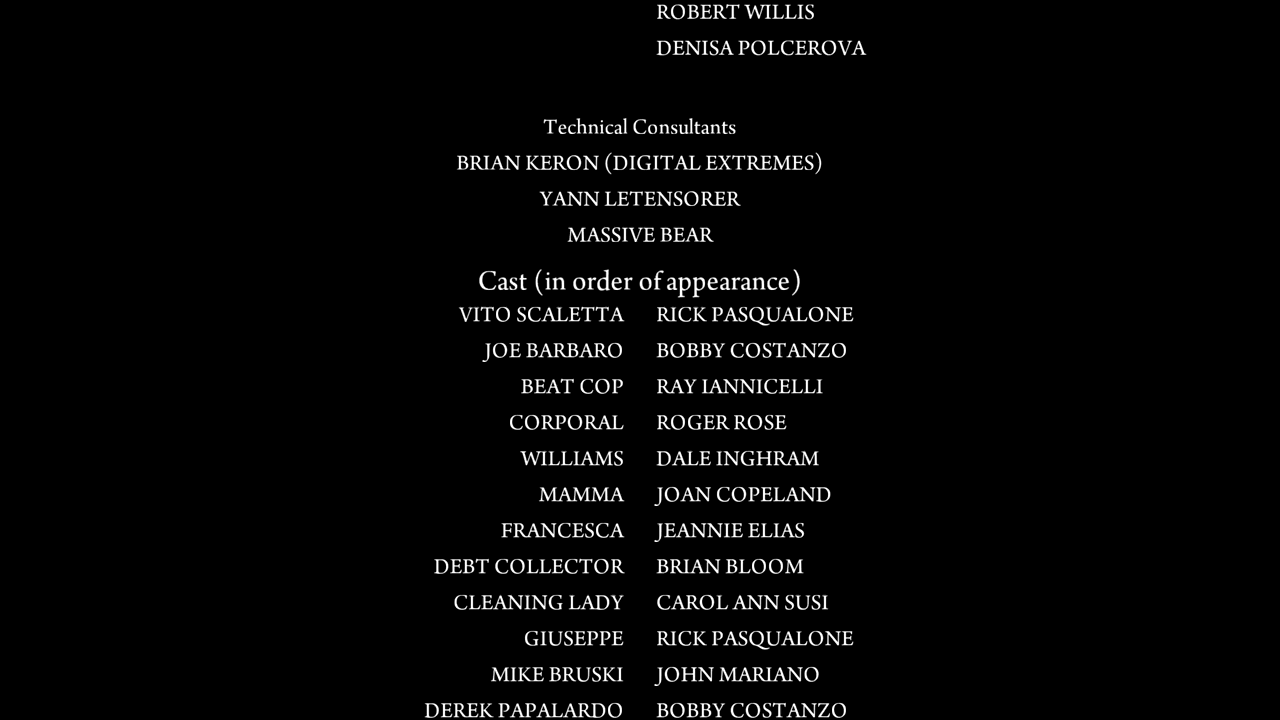 ROBERT WILLIS
DENISA POLCEROVA
Technical Consultants
BRIAN KERON (DIGITAL EXTREMES)
YANN LETENSORER
MASSIVE BEAR
Cast (in order of appearance)
VITO SCALETTA RICK PASQUALONE
JOE BARBARO BOBBY COSTANZO
BEAT COP RAY IANNICELLI
CORPORAL ROGER ROSE
WILLIAMS DALE INGHRAM
MAMMA JOAN COPELAND
FRANCESCA JEANNIE ELIAS
DEBT COLLECTOR BRIAN BLOOM
CLEANING LADY CAROL ANN SUSI
GIUSEPPE RICK PASQUALONE
MIKE BRUSKI JOHN MARIANO
DEREK PAPALARDO BOBBY COSTANZO